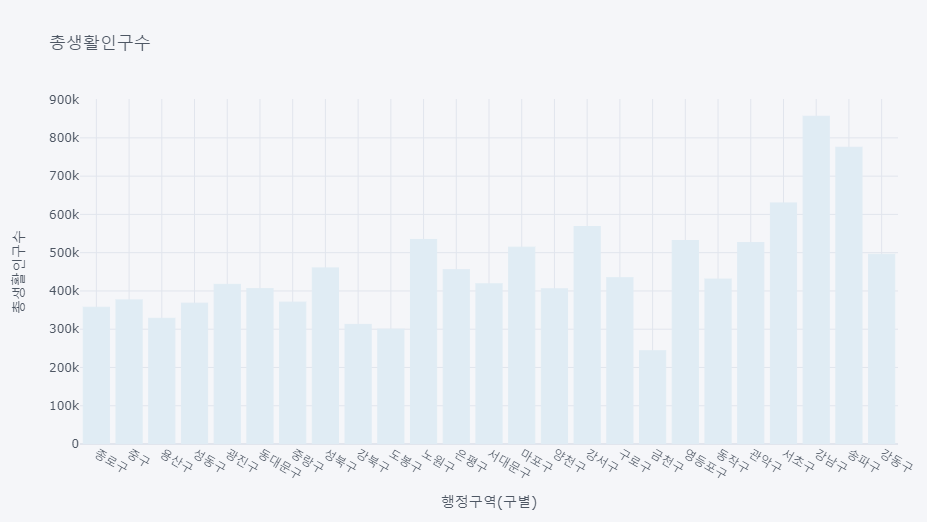 총생활인구수
900k
800k
700k
600k
500k
400k
300k
200k
100k
0
총생활인구수
종로구
중구
용산구
성동구
광진구
동대문구
중랑구
성북구
강북구
도봉구
노원구
은평구
서대문구
마포구
양천구
강서구
구로구
금천구
영등포구
동작구
관악구
서초구
강남구
송파구
강동구
행정구역(구별)